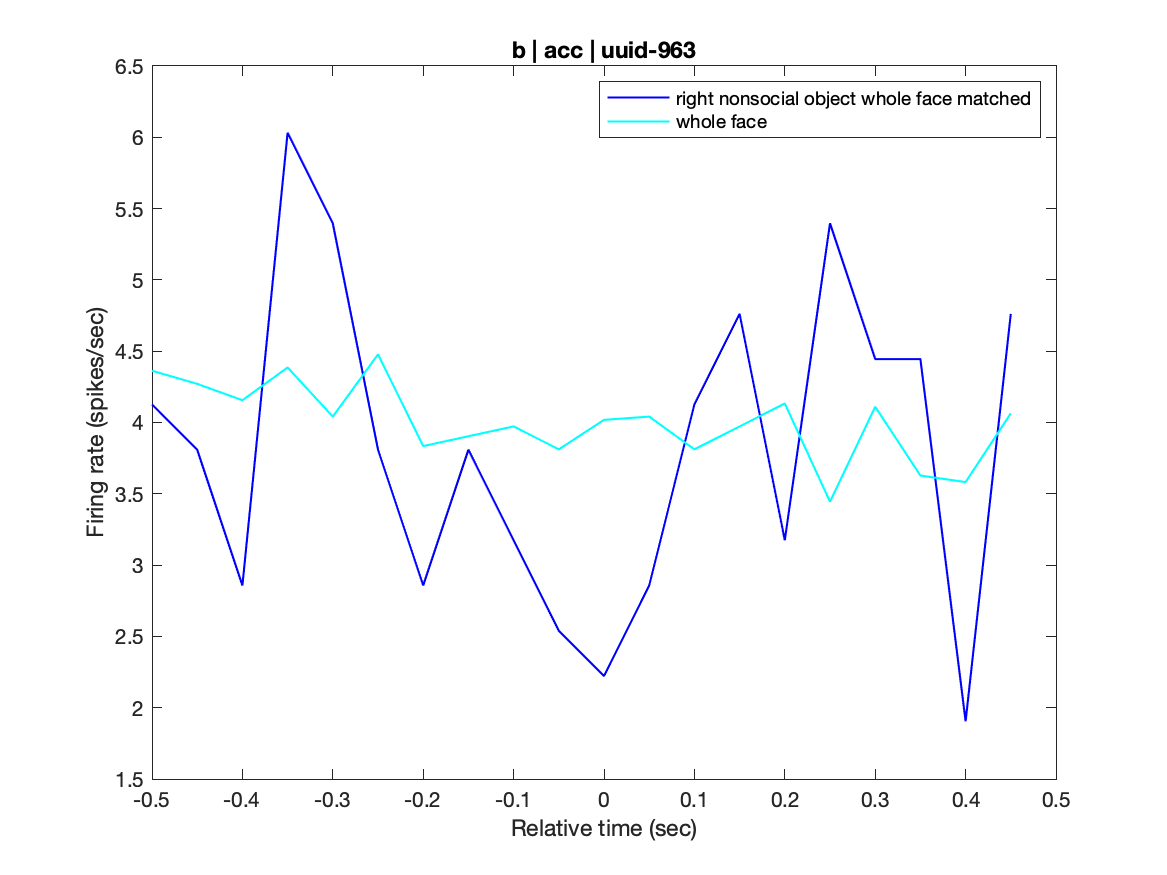 b | acc | uuid-963
6.5
6
5.5
5
4.5
4
3.5
3
2.5
2
1.5
Firing rate (spikes/sec)
right nonsocial object whole face matched
whole face
-0.5 -0.4 -0.3 -0.2 -0.1 0 0.1 0.2 0.3 0.4 0.5
Relative time (sec)